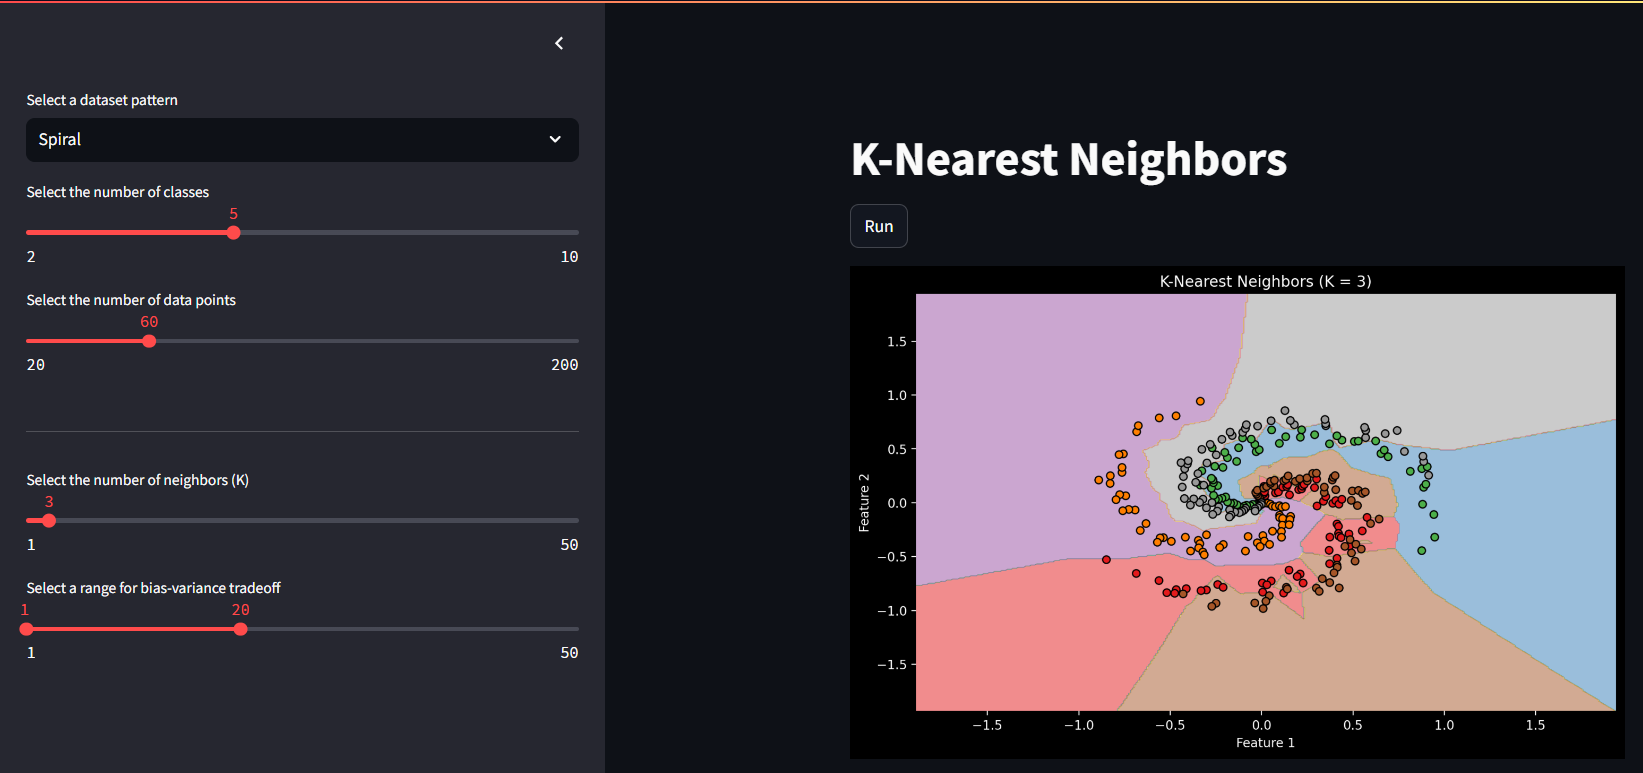 Select a dataset pattern
Spiral
Select the number of classes
5
2 10
Select the number of data points
60
20 200
Select the number of neighbors (K)
3
1 50
Select a range for bias-variance tradeoff
1 20
1 50
K-Nearest Neighbors
Run
K-Nearest Neighbors (K = 3)
Feature 2
1.5
1.0
0.5
0.0
−0.5
−1.0
−1.5
−1.5 −1.0 −0.5 0.0 0.5 1.0 1.5
Feature 1